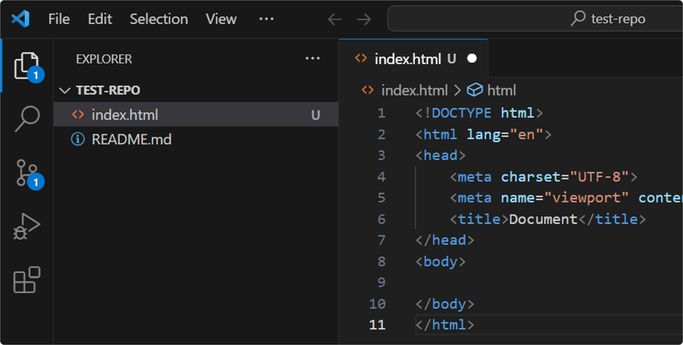 File Edit Selection View ··· test-repo
1
EXPLORER ···
TEST-REPO
index.html U
README.md
1
index.html U
index.html > html
1 <!DOCTYPE html>
2 <html lang="en">
3 <head>
4 <meta charset="UTF-8">
5 <meta name="viewport" conten
6 <title>Document</title>
7 </head>
8 <body>
9
10 </body>
11 </html>